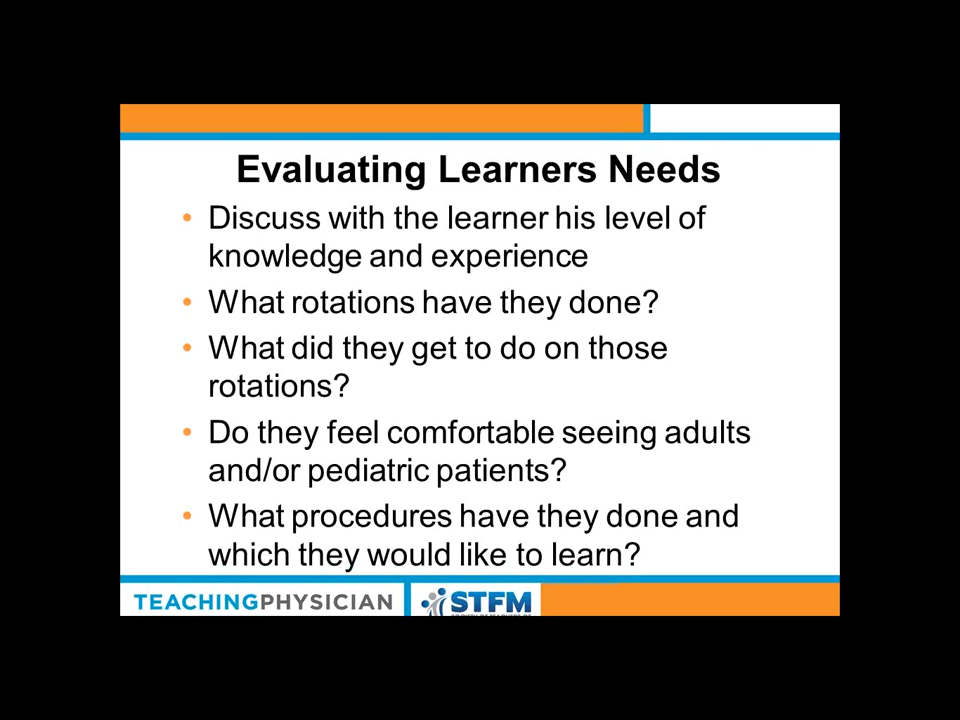 Evaluating Learners Needs
• Discuss with the learner his level of
knowledge and experience
• What rotations have they done?
• What did they get to do on those
rotations?
• Do they feel comfortable seeing adults
and/or pediatric patients?
• What procedures have they done and
which they would like to learn?
TEACHINGPHYSICIAN
STFM